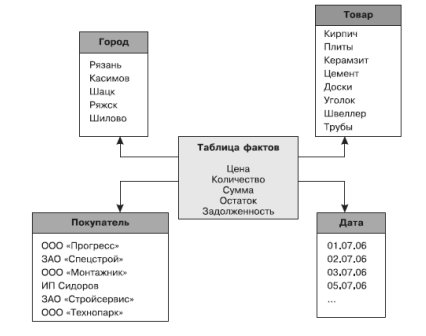 Город
Рязань
Касимов
Шацк
Ряжск
Шилово
Товар
Кирпич
Плиты
Керамзит
Цемент
Доски
Уголок
Швеллер
Трубы
Таблица фактов
Цена
Количество
Сумма
Остаток
Задолженность
Покупатель
ООО «Прогресс»
ЗАО «Спецстрой»
ООО «Монтажник»
ИП Сидоров
ЗАО «Стройсервис»
ООО «Технопарк»
Дата
01.07.06
02.07.06
03.07.06
05.07.06
...